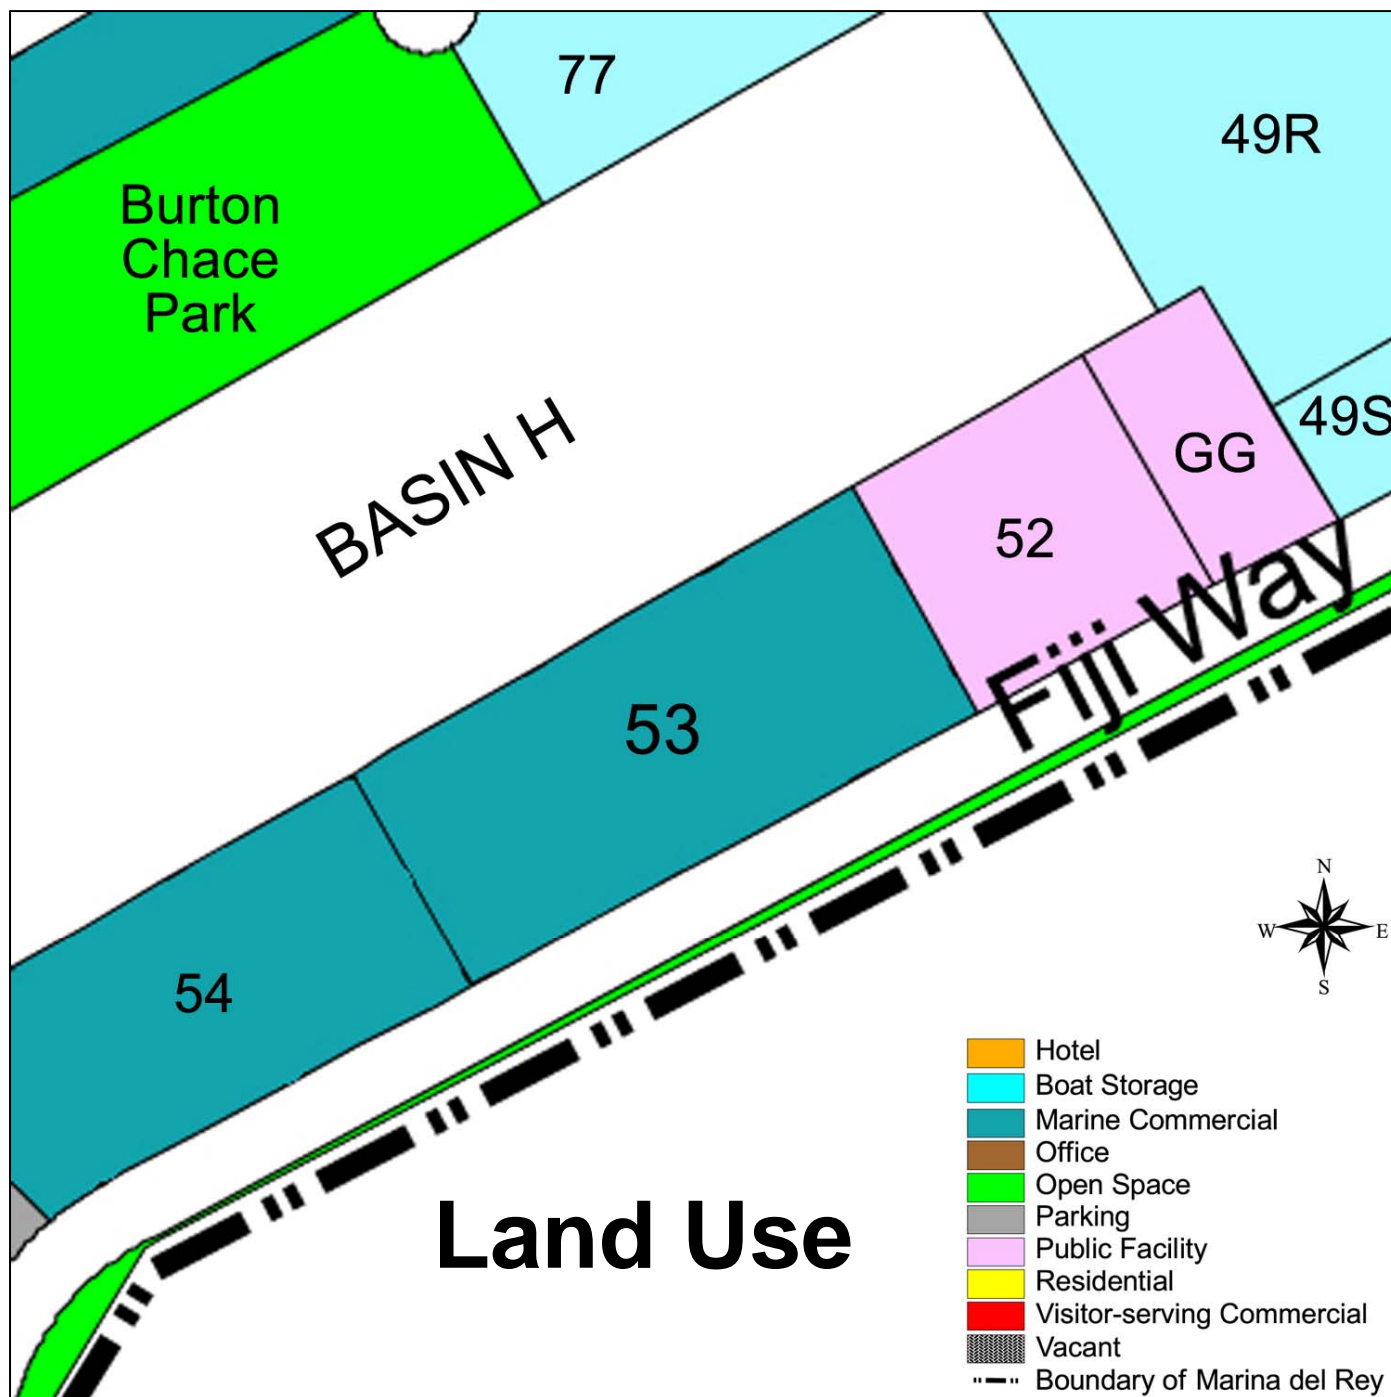 77
49R
Burton
Chace
Park
BASIN H
49S
GG
52
Fiji Way
53
54
N
W E
S
Land Use
Hotel
Boat Storage
Marine Commercial
Office
Open Space
Parking
Public Facility
Residential
Visitor-serving Commercial
Vacant
Boundary of Marina del Rey